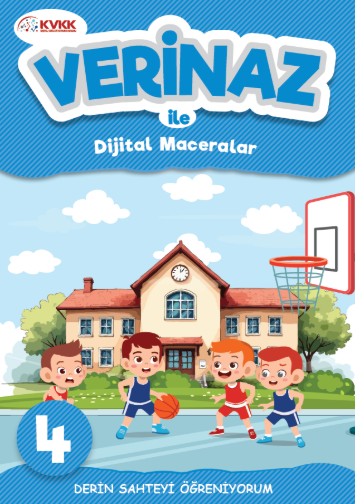 KVKK
VERİNAZ
ile
Dijital Maceralar
4
DERİN SAHTEYİ ÖĞRENİYORUM